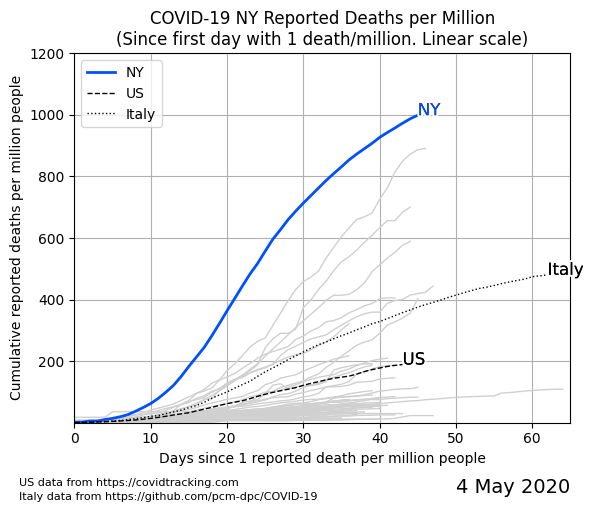 COVID-19 NY Reported Deaths per Million
(Since first day with 1 death/million. Linear scale)
Cumulative reported deaths per million people
1200
1000
800
600
400
200
NY
US
Italy
NY
Italy
US
0
10
20
30
40
50
60
Days since 1 reported death per million people
US data from https://covidtracking.com
Italy data from https://github.com/pcm-dpc/COVID-19
4 May 2020